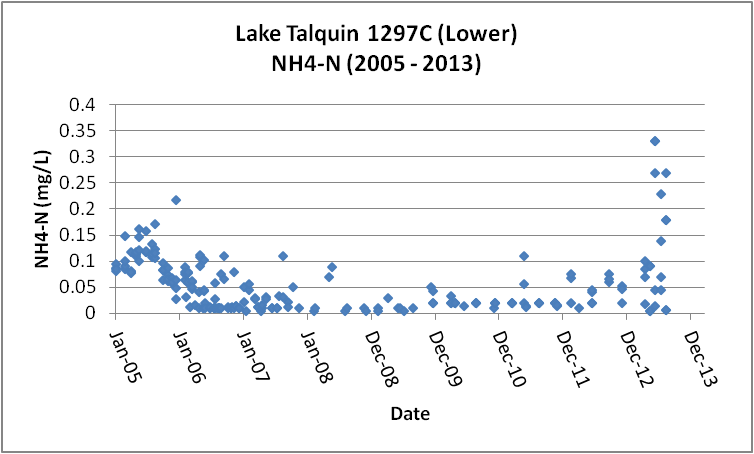 Lake Talquin 1297C (Lower)
NH4-N (2005 - 2013)
NH4-N (mg/L)
0.4
0.35
0.3
0.25
0.2
0.15
0.1
0.05
0
Jan-05
Jan-06
Jan-07
Jan-08
Dec-08
Dec-09
Dec-10
Dec-11
Dec-12
Dec-13
Date